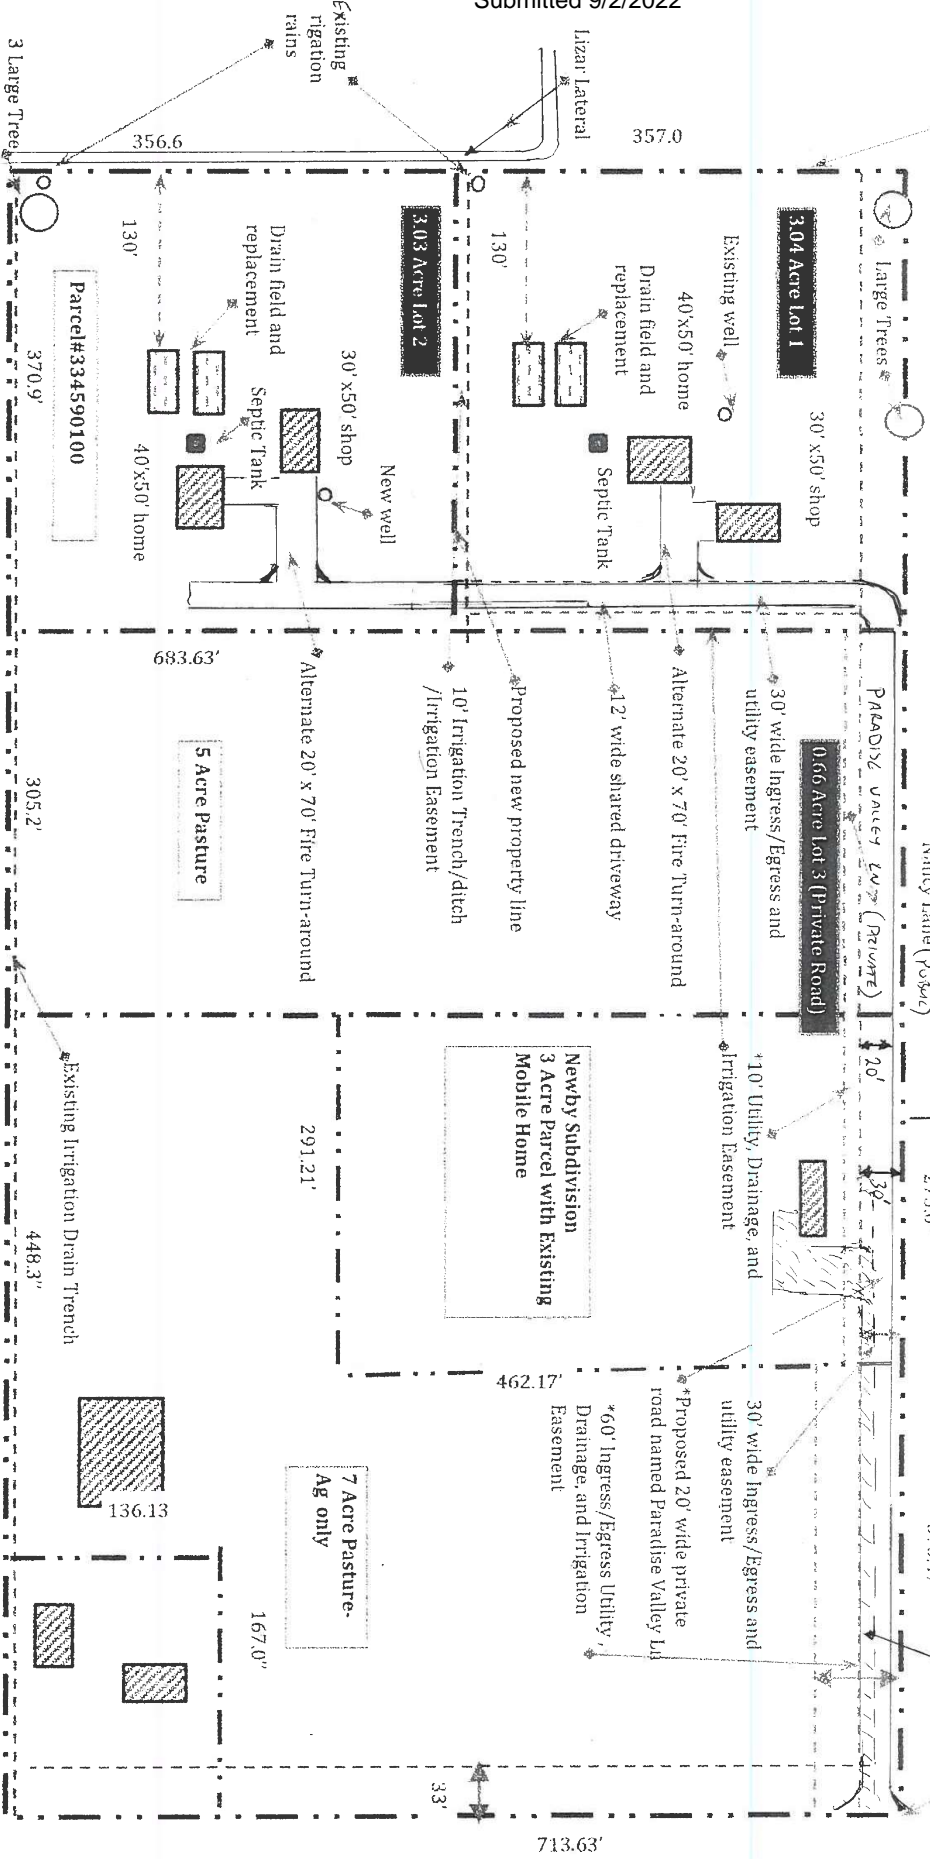 Submitted 9/2/2022
Existing
rigation
rains
Lizar Lateral
3 Large Tree
356.6
357.0
130'
130'
3.03 Acre Lot 2
3.04 Acre Lot 1
Large Trees
Existing well
40'x50' home
Drain field and
replacement
30' x50' shop
Septic Tank
Drain field and
replacement
Septic Tank
30' x50' shop
New well
40'x50' home
Parcel#334590100
370.9'
683.63'
PARADISE VALLEY LN (PRIVATE)
0.66 Acre Lot 3 (Private Road)
30' wide Ingress/Egress and
utility easement
Alternate 20' x 70' Fire Turn-around
12' wide shared driveway
Proposed new property line
10' Irrigation Trench/ditch
/Irrigation Easement
Alternate 20' x 70' Fire Turn-around
5 Acre Pasture
305.2'
Lane (PUBLIC)
20'
30'
*10' Utility, Drainage, and
Irrigation Easement
Newby Subdivision
3 Acre Parcel with Existing
Mobile Home
291.21'
Existing Irrigation Drain Trench
448.3"
462.17'
30' wide Ingress/Egress and
utility easement
*Proposed 20' wide private
road named Paradise Valley Ln
*60' Ingress/Egress Utility,
Drainage, and Irrigation
Easement
7 Acre Pasture-
Ag only
136.13
167.0"
33'
713.63'